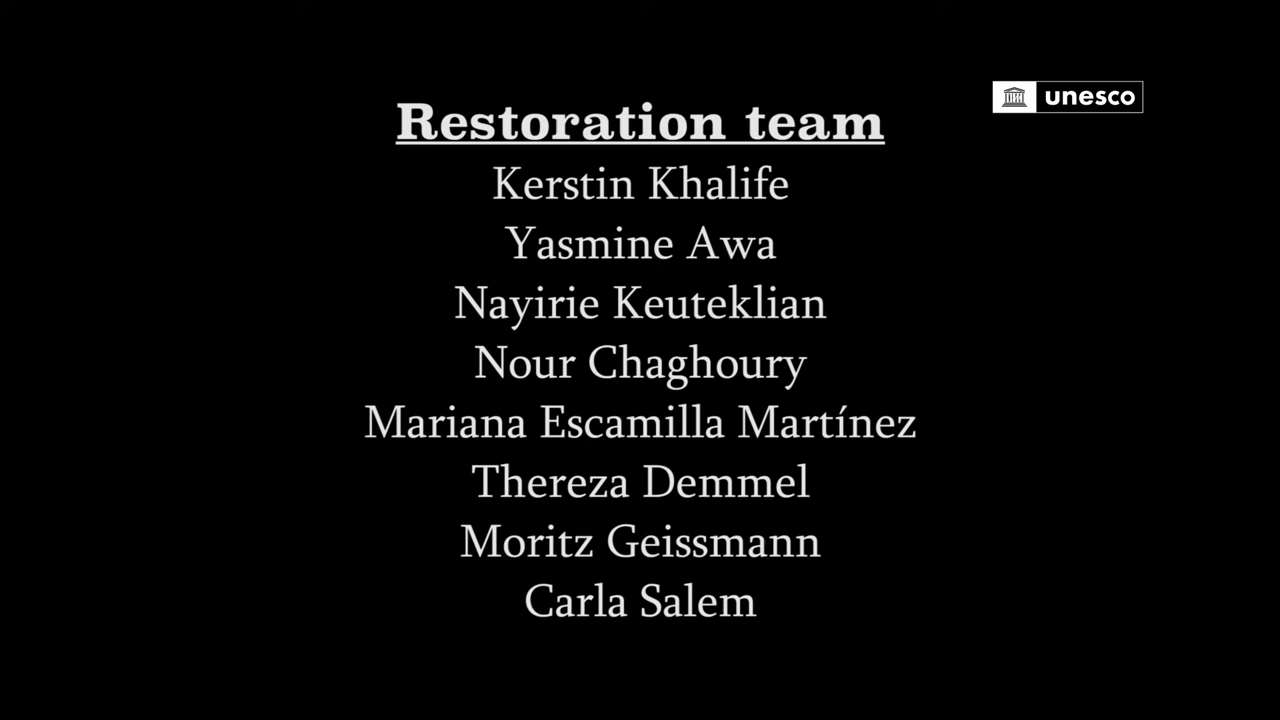 unesco
Restoration team
Kerstin Khalife
Yasmine Awa
Nayirie Keuteklian
Nour Chaghoury
Mariana Escamilla Martínez
Thereza Demmel
Moritz Geissmann
Carla Salem